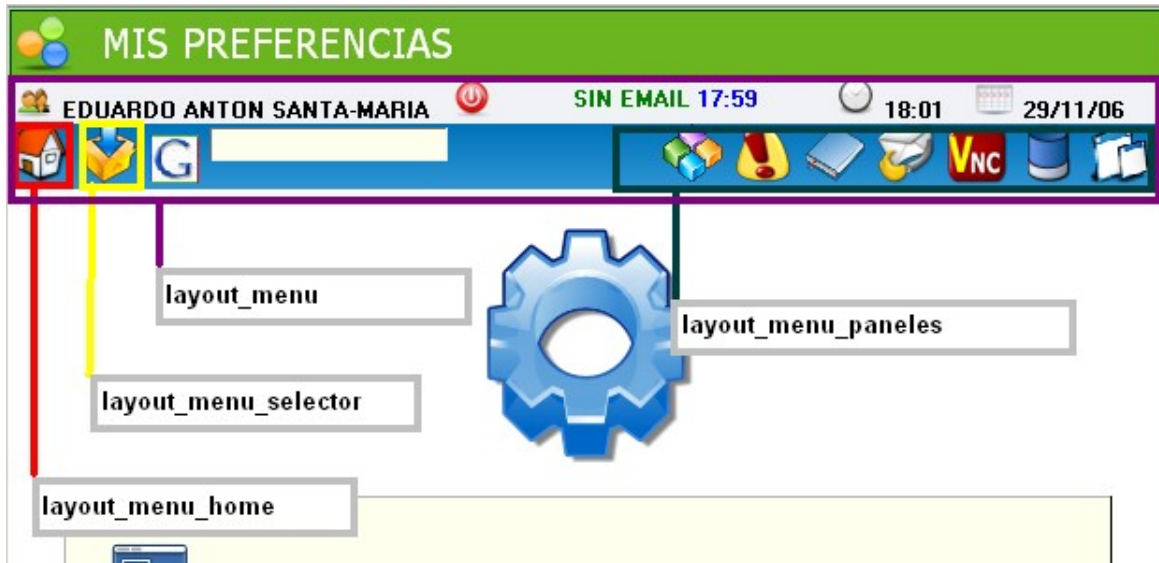 MIS PREFERENCIAS
EDUARDO ANTON SANTA-MARIA SIN EMAIL 17:59 18:01 29/11/06
G VNC
layout_menu
layout_menu_paneles
layout_menu_selector
layout_menu_home